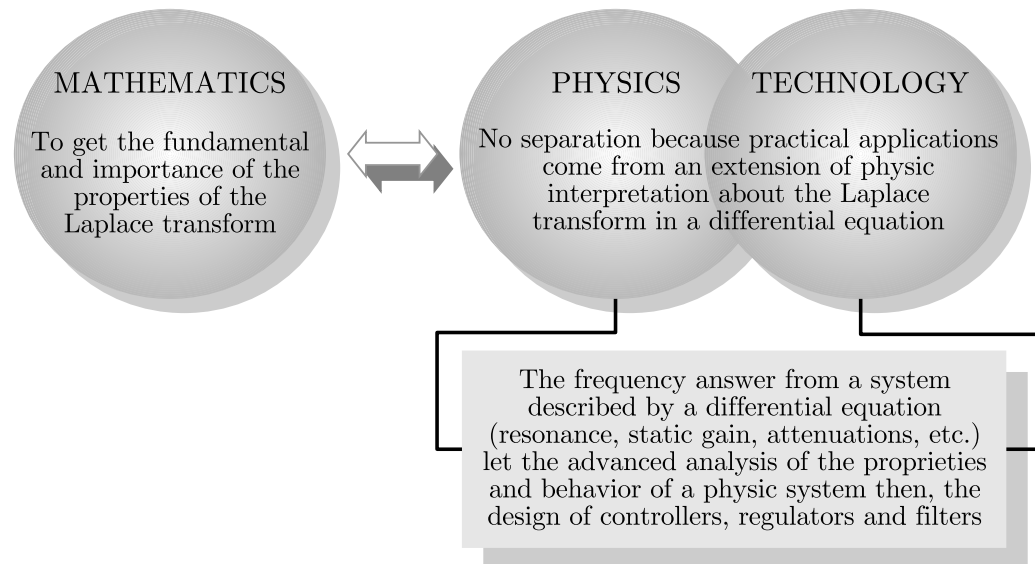 MATHEMATICS
To get the fundamental
and importance of the
properties of the
Laplace transform
PHYSICS
TECHNOLOGY
No separation because practical applications
come from an extension of physic
interpretation about the Laplace
transform in a differential equation
The frequency answer from a system
described by a differential equation
(resonance, static gain, attenuations, etc.)
let the advanced analysis of the proprieties
and behavior of a physic system then, the
design of controllers, regulators and filters